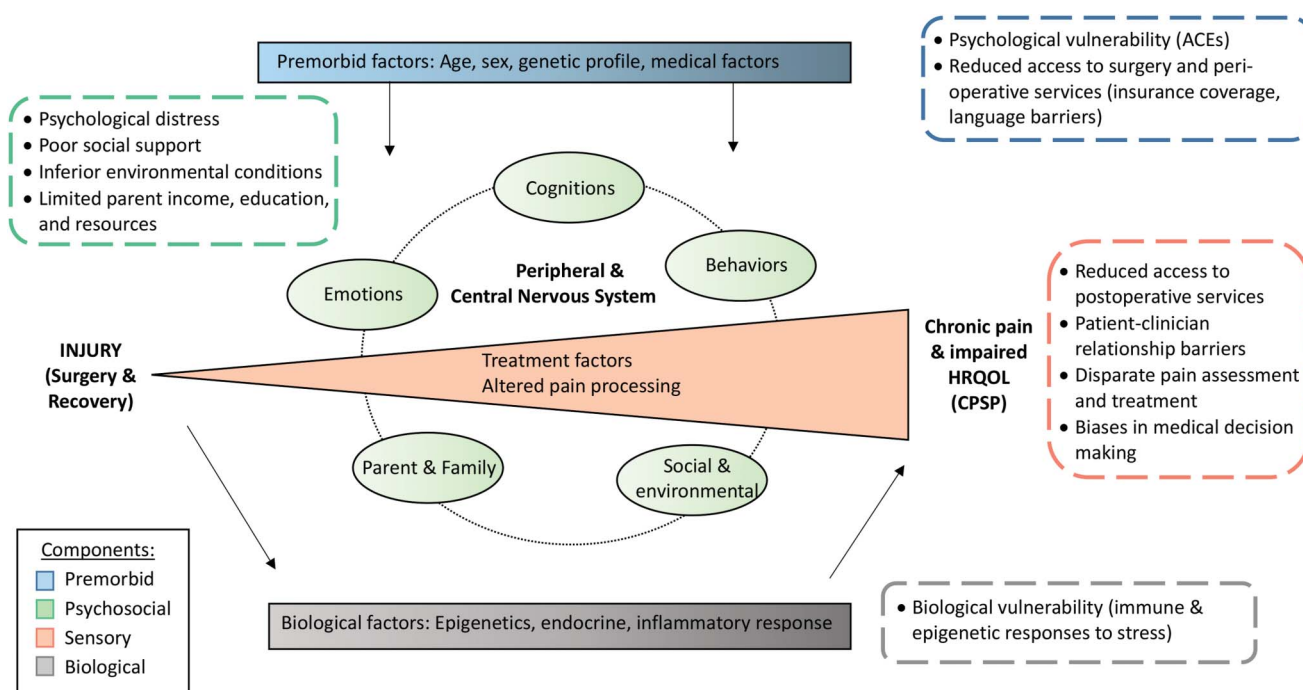 Premorbid factors: Age, sex, genetic profile, medical factors
• Psychological vulnerability (ACEs)
• Reduced access to surgery and peri-
operative services (insurance coverage,
language barriers)
• Psychological distress
• Poor social support
• Inferior environmental conditions
• Limited parent income, education,
and resources
Cognitions
Emotions
Peripheral &
Central Nervous System
Behaviors
INJURY
(Surgery &
Recovery)
Treatment factors
Altered pain processing
Chronic pain
& impaired
HRQOL
(CPSP)
• Reduced access to
postoperative services
• Patient-clinician
relationship barriers
• Disparate pain assessment
and treatment
• Biases in medical decision
making
Parent & Family
Social &
environmental
Components:
Premorbid
Psychosocial
Sensory
Biological
Biological factors: Epigenetics, endocrine, inflammatory response
• Biological vulnerability (immune &
epigenetic responses to stress)